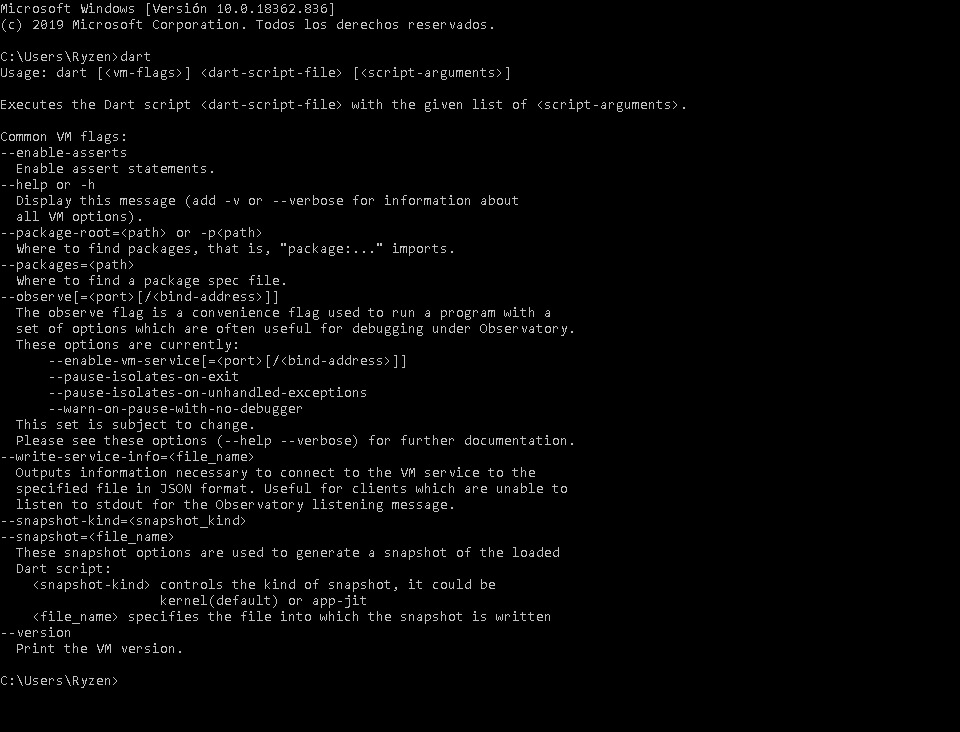 Microsoft Windows [Versión 10.0.18362.836]
(c) 2019 Microsoft Corporation. Todos los derechos reservados.

C:\Users\Ryzen>dart
Usage: dart [<vm-flags>] <dart-script-file> [<script-arguments>]

Executes the Dart script <dart-script-file> with the given list of <script-arguments>.

Common VM flags:
--enable-asserts
  Enable assert statements.
--help or -h
  Display this message (add -v or --verbose for information about
  all VM options).
--package-root=<path> or -p<path>
  Where to find packages, that is, "package:..." imports.
--packages=<path>
  Where to find a package spec file.
--observe[=<port>[/<bind-address>]]
  The observe flag is a convenience flag used to run a program with a
  set of options which are often useful for debugging under Observatory.
  These options are currently:
      --enable-vm-service[=<port>[/<bind-address>]]
      --pause-isolates-on-exit
      --pause-isolates-on-unhandled-exceptions
      --warn-on-pause-with-no-debugger
  This set is subject to change.
  Please see these options (--help --verbose) for further documentation.
--write-service-info=<file_name>
  Outputs information necessary to connect to the VM service to the
  specified file in JSON format. Useful for clients which are unable to
  listen to stdout for the Observatory listening message.
--snapshot-kind=<snapshot_kind>
--snapshot=<file_name>
  These snapshot options are used to generate a snapshot of the loaded
  Dart script:
    <snapshot-kind> controls the kind of snapshot, it could be
                    kernel(default) or app-jit
    <file_name> specifies the file into which the snapshot is written
--version
  Print the VM version.

C:\Users\Ryzen>